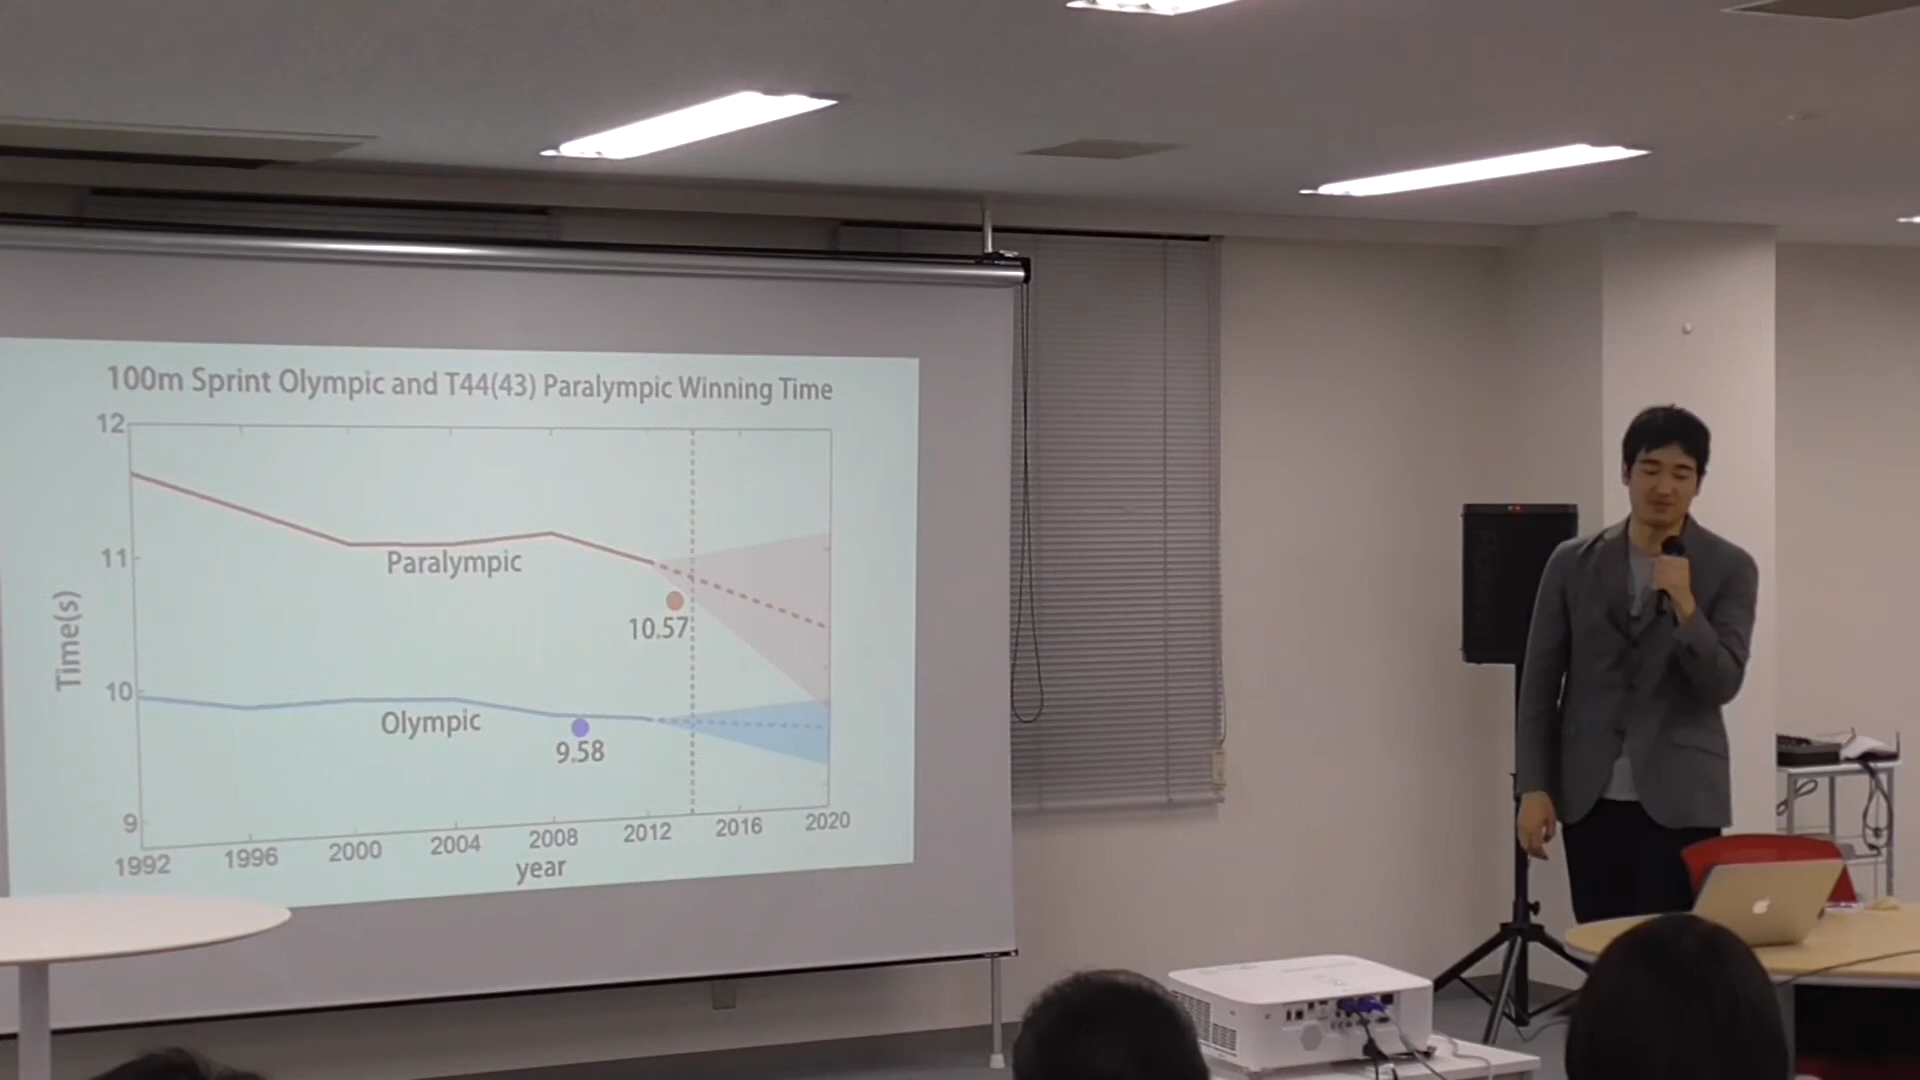 100m Sprint Olympic and T44(43) Paralympic Winning Time
12
11
10
9
Time(s)
Paralympic
10.57
Olympic
9.58
1992 1996 2000 2004 2008 2012 2016 2020
year